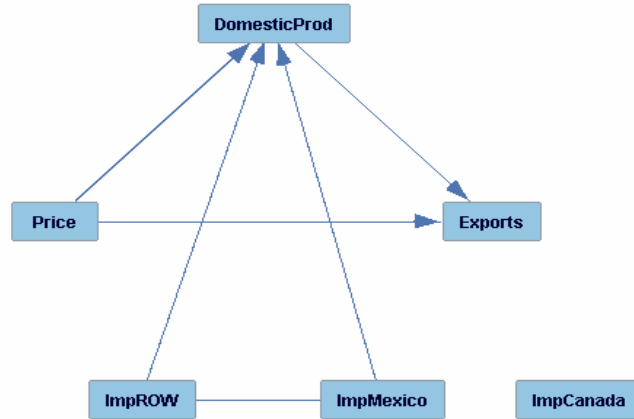 DomesticProd
Price
Exports
ImpROW
ImpMexico
ImpCanada